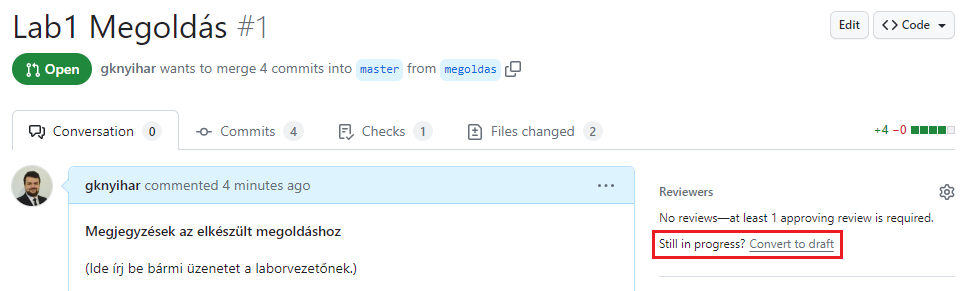 Lab1 Megoldás #1
Edit
Code
Open
gknyihar wants to merge 4 commits into master from megoldas
Conversation 0
Commits 4
Checks 1
Files changed 2
+4 −0
gknyihar commented 4 minutes ago
Megjegyzések az elkészült megoldáshoz
(Ide írj be bármi üzenetet a laborvezetőnek.)
Reviewers
No reviews—at least 1 approving review is required.
Still in progress? Convert to draft